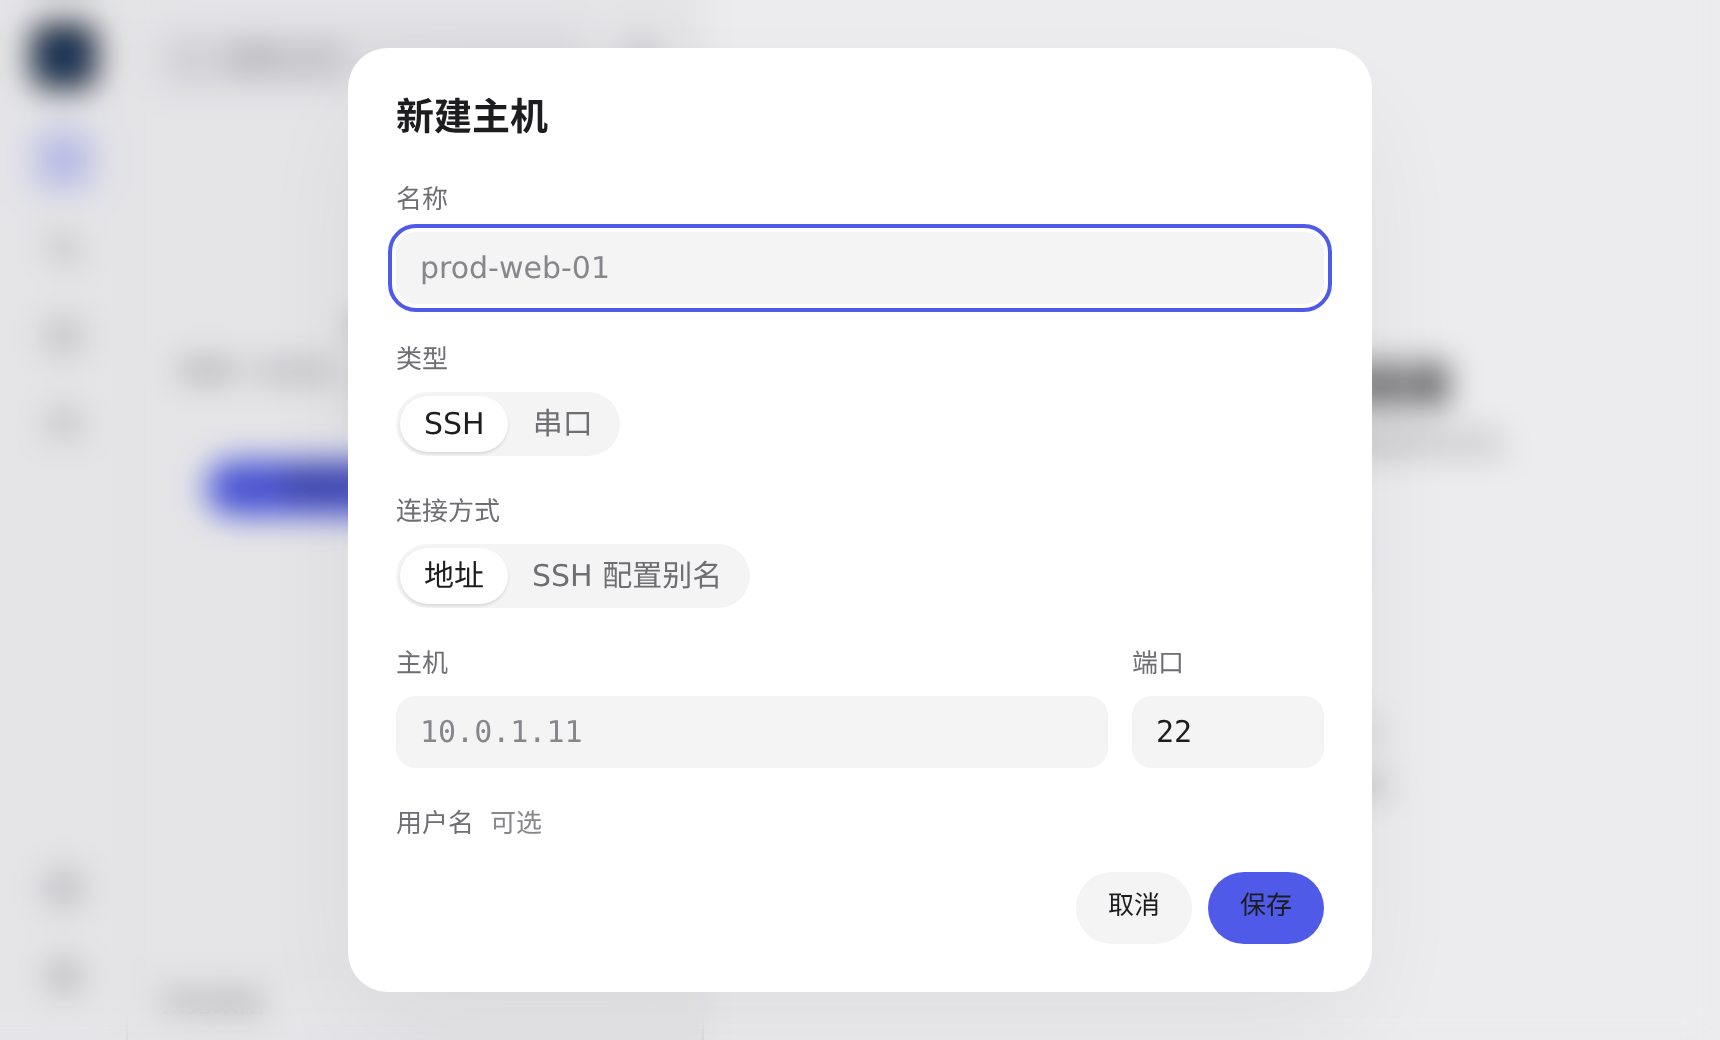 新建主机
名称
prod-web-01
类型
SSH 串口
连接方式
地址 SSH 配置别名
主机 端口
10.0.1.11 22
用户名 可选
取消 保存